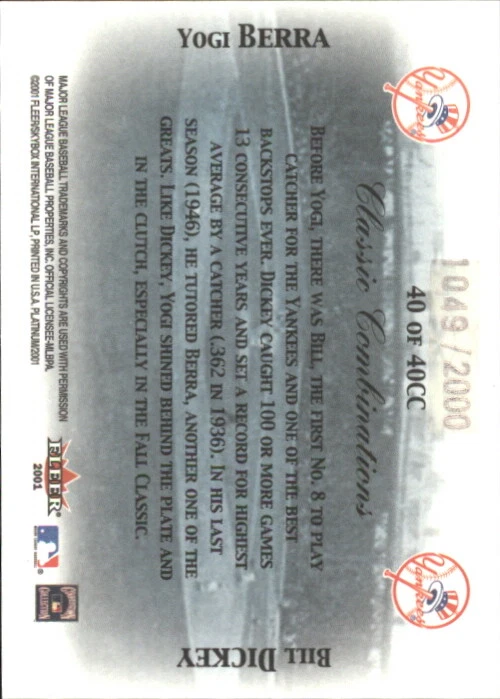 1049/2000
40 OF 40CC
Classic Combinations
BEFORE YOGI, THERE WAS BILL, THE FIRST NO. 8 TO PLAY
CATCHER FOR THE YANKEES AND ONE OF THE BEST
BACKSTOPS EVER. DICKEY CAUGHT 100 OR MORE GAMES
13 CONSECUTIVE YEARS AND SET A RECORD FOR HIGHEST
AVERAGE BY A CATCHER (.362 IN 1936). IN HIS LAST
SEASON (1946), HE TUTORED BERRA, ANOTHER ONE OF THE
GREATS. LIKE DICKEY, YOGI SHINED BEHIND THE PLATE AND
IN THE CLUTCH, ESPECIALLY IN THE FALL CLASSIC.
YOGI BERRA
BILL DICKEY
Yankees
Yankees
MAJOR LEAGUE BASEBALL TRADEMARKS AND COPYRIGHTS ARE USED WITH PERMISSION
OF MAJOR LEAGUE BASEBALL PROPERTIES, INC. OFFICIAL LICENSEE-MLBPA
©2001 FLEER/SKYBOX INTERNATIONAL LP, PRINTED IN U.S.A. PLATINUM/2001
FLEER
2001